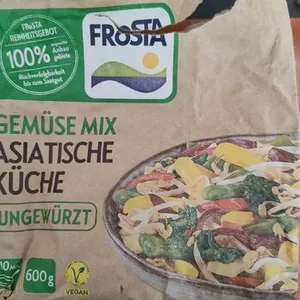 FROSTA
REINHEITSGEBOT
100%
Rückverfolgbarkeit
bis zum Saatgut
FROSTA
GEMÜSE MIX
ASIATISCHE
KÜCHE
UNGEWÜRZT
600g
VEGAN